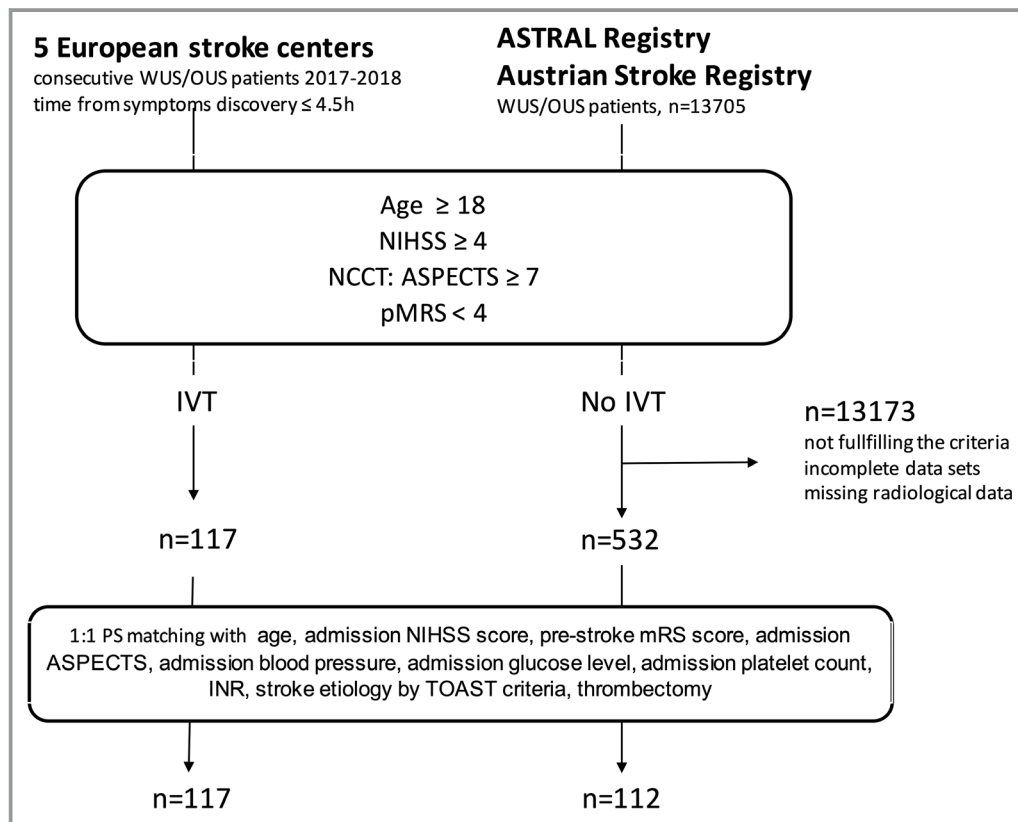 5 European stroke centers
consecutive WUS/OUS patients 2017-2018
time from symptoms discovery ≤ 4.5h
ASTRAL Registry
Austrian Stroke Registry
WUS/OUS patients, n=13705
Age ≥ 18
NIHSS ≥ 4
NCCT: ASPECTS ≥ 7
pMRS < 4
IVT
No IVT
n=13173
not fullfilling the criteria
incomplete data sets
missing radiological data
n=117
n=532
1:1 PS matching with age, admission NIHSS score, pre-stroke mRS score, admission
ASPECTS, admission blood pressure, admission glucose level, admission platelet count,
INR, stroke etiology by TOAST criteria, thrombectomy
n=117
n=112